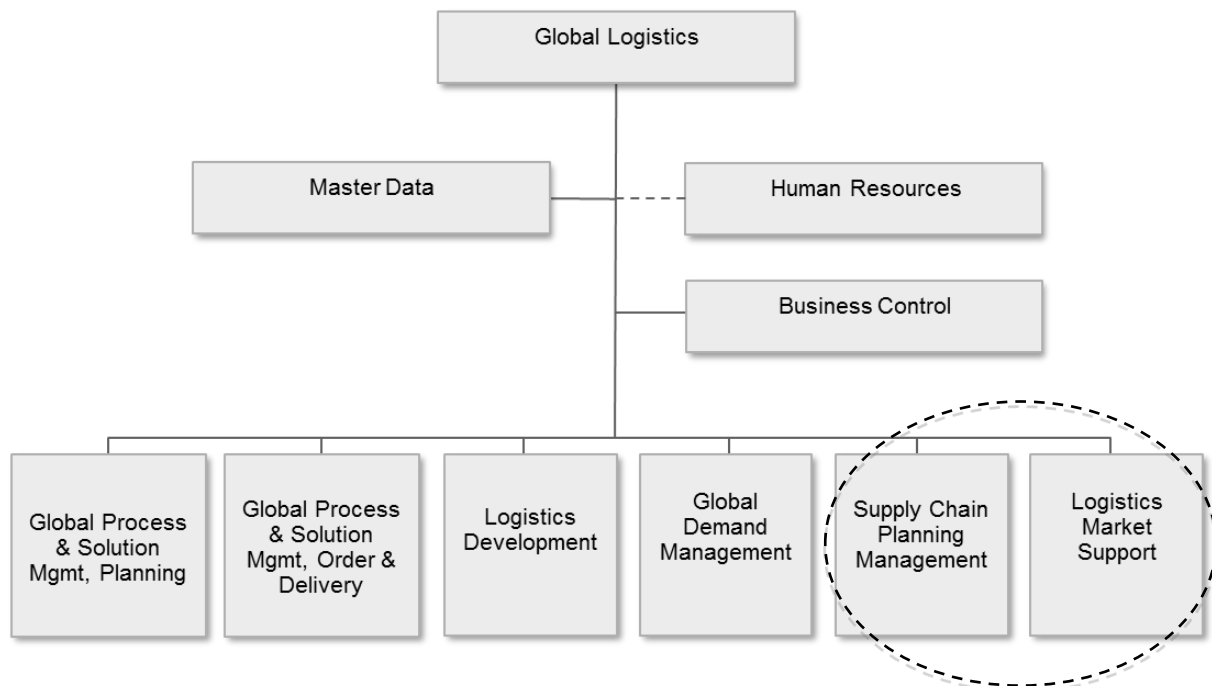 Global Logistics
Master Data
Human Resources
Business Control
Global Process
& Solution
Mgmt, Planning
Global Process
& Solution
Mgmt, Order &
Delivery
Logistics
Development
Global
Demand
Management
Supply Chain
Planning
Management
Logistics
Market
Support